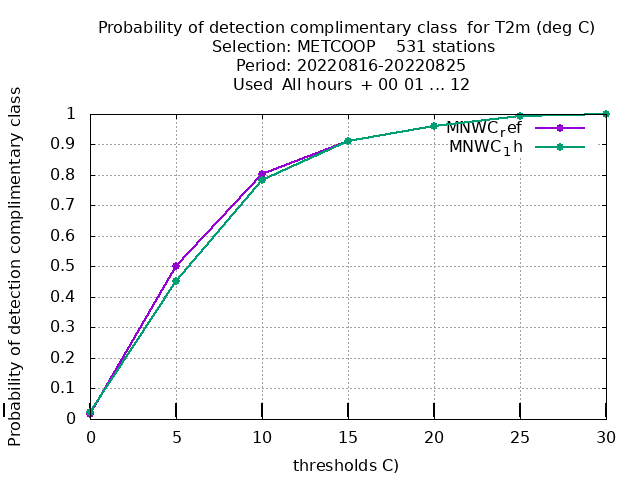 Probability of detection complimentary class  for T2m (deg C)
Selection: METCOOP    531 stations
Period: 20220816-20220825
Used  All hours  + 00 01 ... 12
Probability of detection complimentary class
1
0.9
0.8
0.7
0.6
0.5
0.4
0.3
0.2
0.1
0
MNWC_ref
MNWC_1h
0 5 10 15 20 25 30
thresholds C)